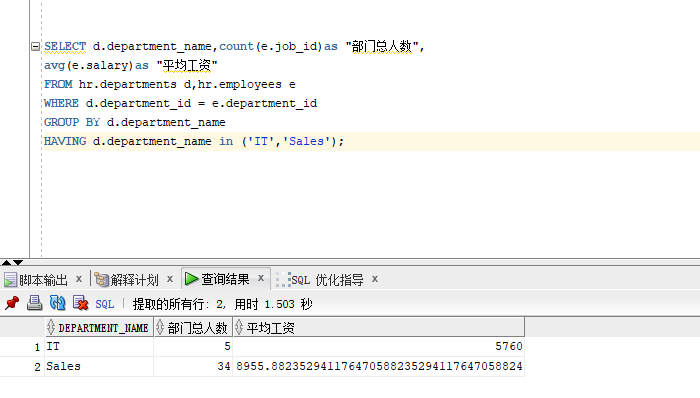 SELECT d.department_name,count(e.job_id)as "部门总人数",
avg(e.salary)as "平均工资"
FROM hr.departments d,hr.employees e
WHERE d.department_id = e.department_id
GROUP BY d.department_name
HAVING d.department_name in ('IT','Sales');
脚本输出 x 解释计划 x 查询结果 x SQL 优化指导 x
SQL | 提取的所有行: 2, 用时 1.503 秒
DEPARTMENT_NAME 部门总人数 平均工资
1 IT 5 5760
2 Sales 34 8955.88235294117647058823529411764705882​4